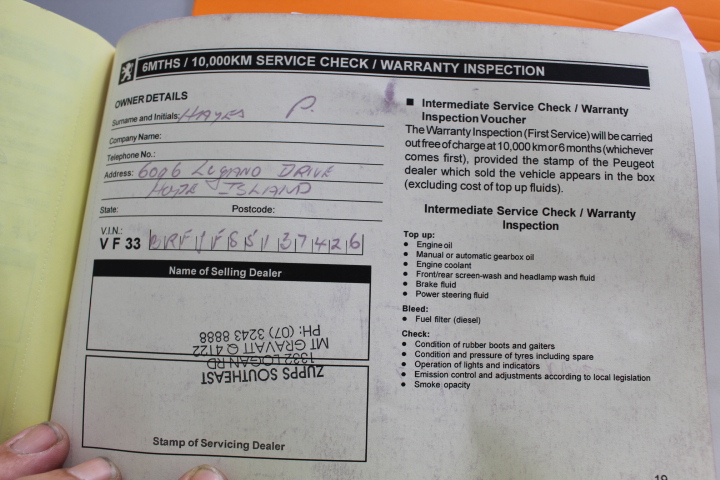 6MTHS / 10,000KM SERVICE CHECK / WARRANTY INSPECTION
OWNER DETAILS
Surname and Initials: HAYES P.
Company Name:
Telephone No.:
Address: 6006 LUGANO DRIVE
HOPE ISLAND
State: Postcode:
V.I.N.:
VF33
Name of Selling Dealer
ZUPPS SOUTHEAST
1332 LOGAN RD
MT GRAVATT Q 4122
PH: (07) 3243 8888
Stamp of Servicing Dealer
■ Intermediate Service Check / Warranty
Inspection Voucher
The Warranty Inspection (First Service) will be carried
out free of charge at 10,000 km or 6 months (whichever
comes first), provided the stamp of the Peugeot
dealer which sold the vehicle appears in the box
(excluding cost of top up fluids).
Intermediate Service Check / Warranty
Inspection
Top up:
● Engine oil
● Manual or automatic gearbox oil
● Engine coolant
● Front/rear screen-wash and headlamp wash fluid
● Brake fluid
● Power steering fluid
Bleed:
● Fuel filter (diesel)
Check:
● Condition of rubber boots and gaiters
● Condition and pressure of tyres including spare
● Operation of lights and indicators
● Emission control and adjustments according to local legislation
● Smoke opacity
19